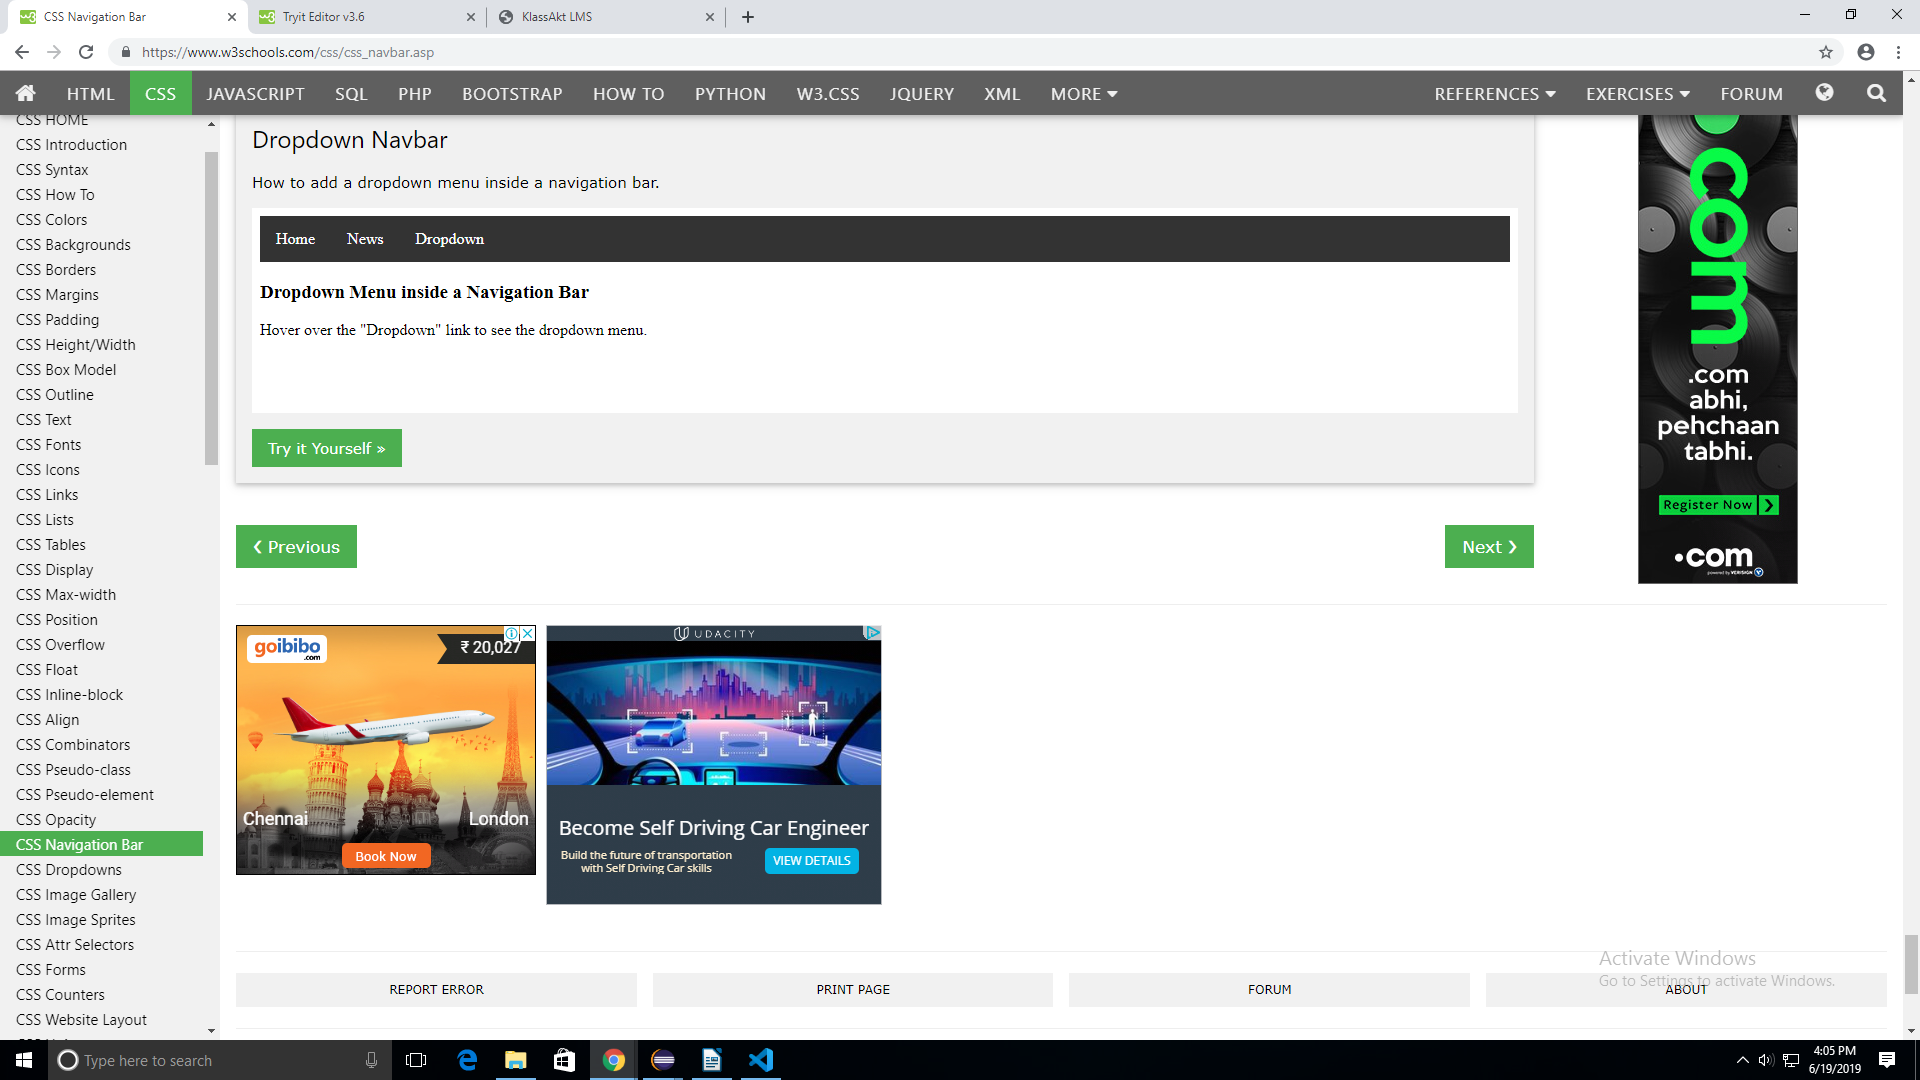 CSS Navigation Bar
Tryit Editor v3.6
KlassAkt LMS
https://www.w3schools.com/css/css_navbar.asp
HTML CSS JAVASCRIPT SQL PHP BOOTSTRAP HOW TO PYTHON W3.CSS JQUERY XML MORE REFERENCES EXERCISES FORUM
CSS HOME
CSS Introduction
CSS Syntax
CSS How To
CSS Colors
CSS Backgrounds
CSS Borders
CSS Margins
CSS Padding
CSS Height/Width
CSS Box Model
CSS Outline
CSS Text
CSS Fonts
CSS Icons
CSS Links
CSS Lists
CSS Tables
CSS Display
CSS Max-width
CSS Position
CSS Overflow
CSS Float
CSS Inline-block
CSS Align
CSS Combinators
CSS Pseudo-class
CSS Pseudo-element
CSS Opacity
CSS Navigation Bar
CSS Dropdowns
CSS Image Gallery
CSS Image Sprites
CSS Attr Selectors
CSS Forms
CSS Counters
CSS Website Layout
Dropdown Navbar
How to add a dropdown menu inside a navigation bar.
Home News Dropdown
Dropdown Menu inside a Navigation Bar
Hover over the "Dropdown" link to see the dropdown menu.
Try it Yourself »
❮ Previous
Next ❯
com
.com
abhi,
pehchaan
tabhi.
Register Now
.com
powered by VERISIGN
goibibo
.com
₹ 20,027
Chennai London
Book Now
UDACITY
Become Self Driving Car Engineer
Build the future of transportation
with Self Driving Car skills
VIEW DETAILS
REPORT ERROR PRINT PAGE FORUM ABOUT
Activate Windows
Go to Settings to activate Windows.
Type here to search
4:05 PM
6/19/2019